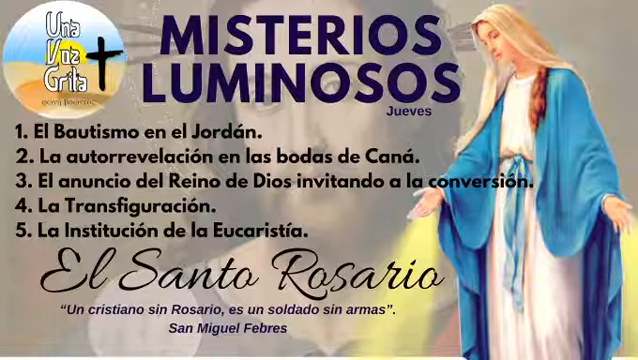 Una
Voz
Grita
MISTERIOS
LUMINOSOS
Jueves
1. El Bautismo en el Jordán.
2. La autorrevelación en las bodas de Caná.
3. El anuncio del Reino de Dios invitando a la conversión.
4. La Transfiguración.
5. La Institución de la Eucaristía.
El Santo Rosario
“Un cristiano sin Rosario, es un soldado sin armas”.
San Miguel Febres